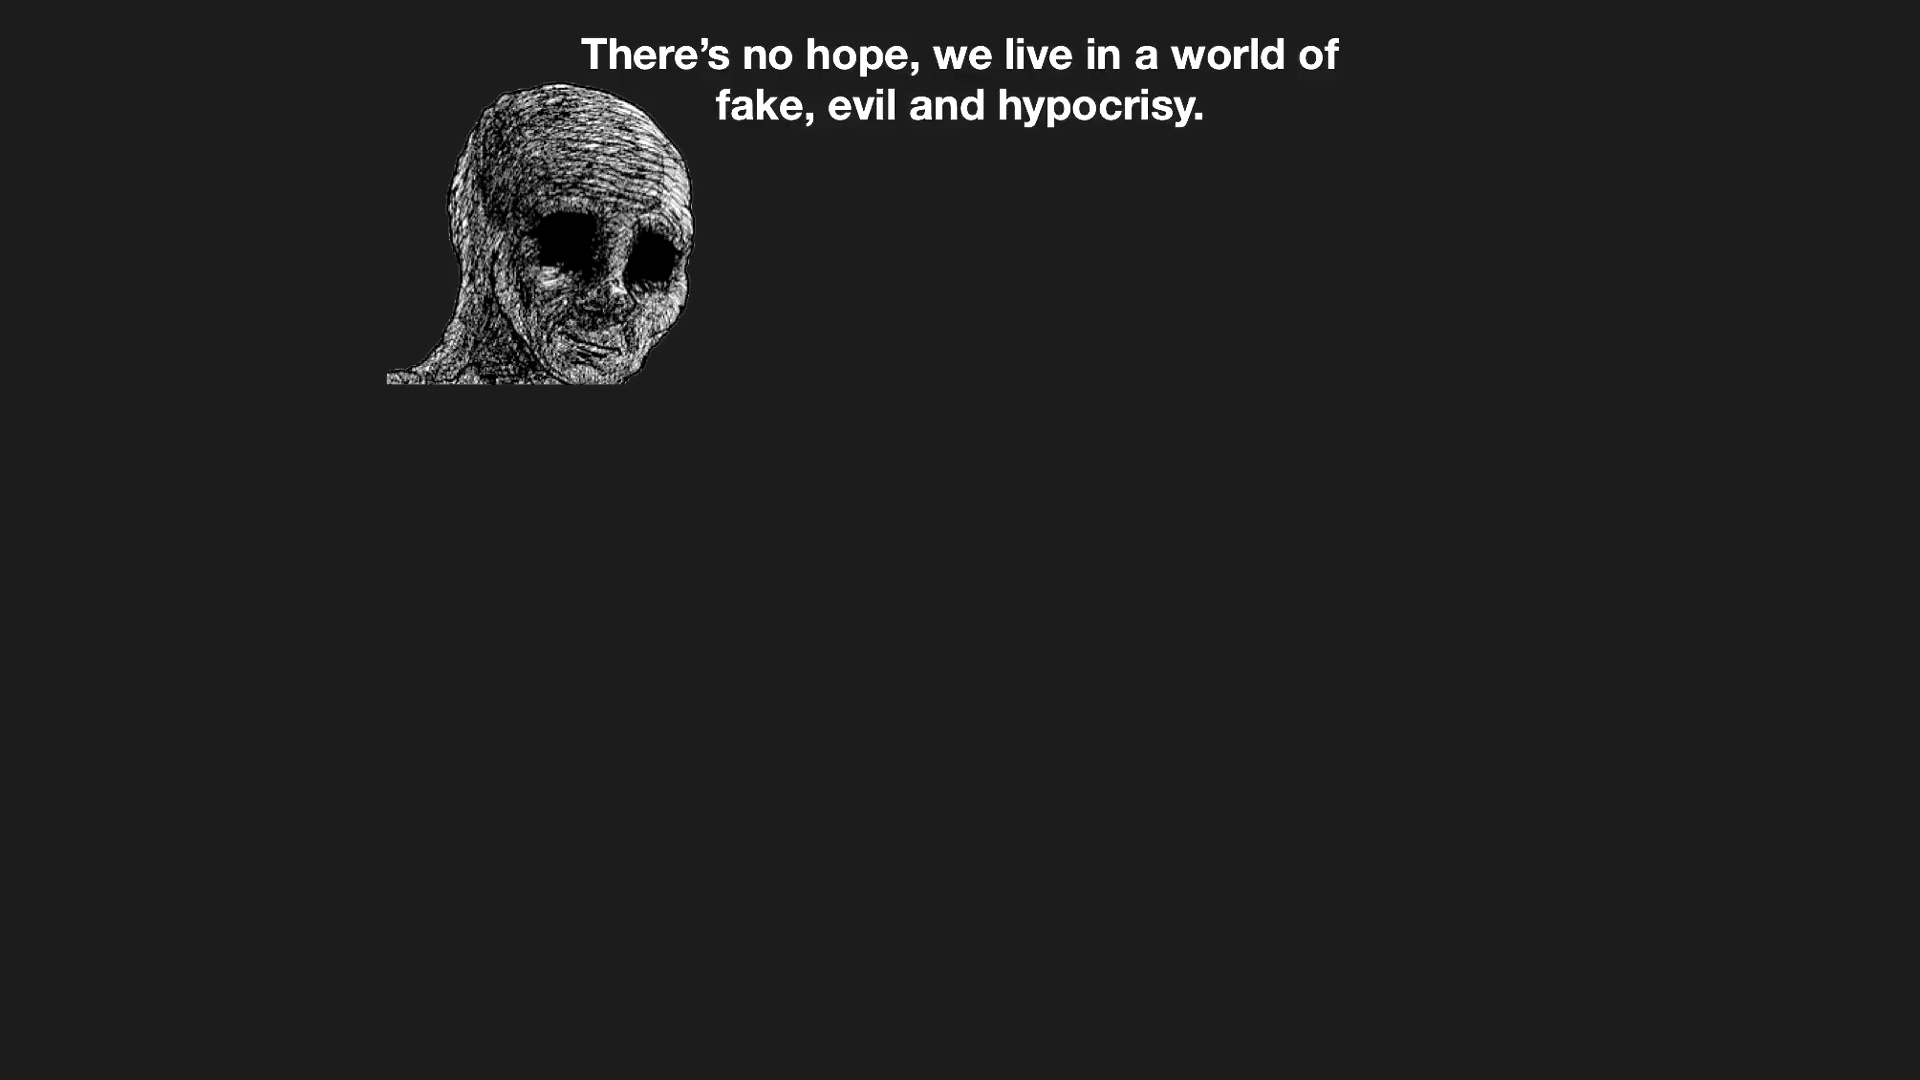 There’s no hope, we live in a world of
fake, evil and hypocrisy.